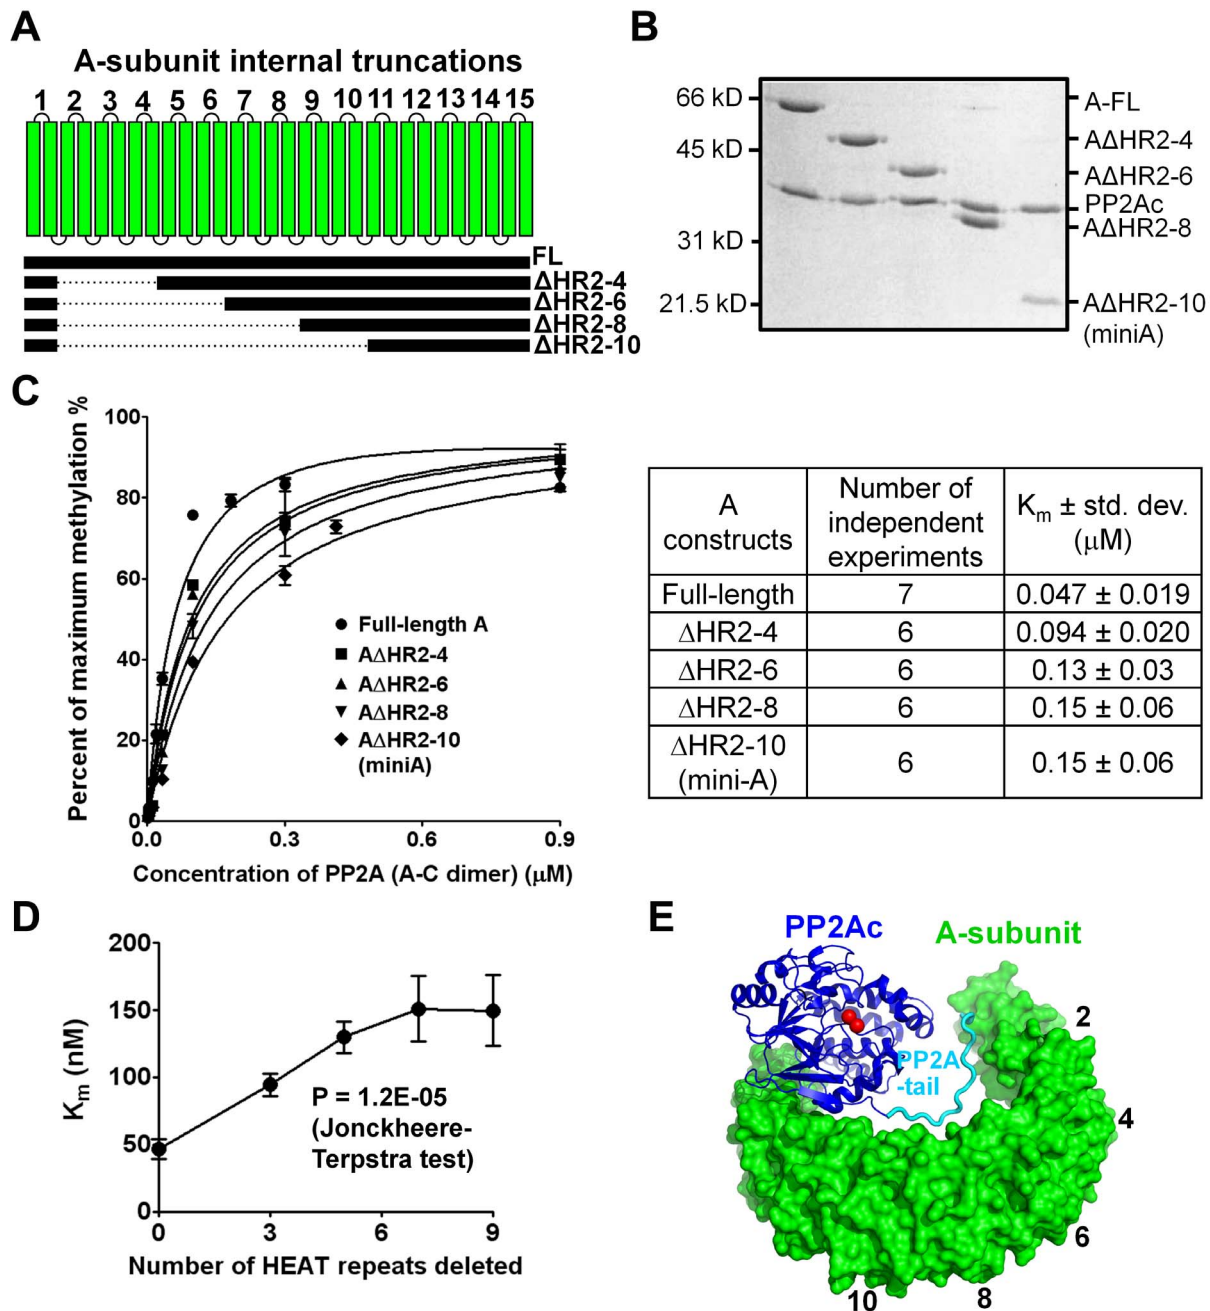 A
A-subunit internal truncations
1 2 3 4 5 6 7 8 9 10 11 12 13 14 15
FL
ΔHR2-4
ΔHR2-6
ΔHR2-8
ΔHR2-10
B
66 kD
45 kD
31 kD
21.5 kD
A-FL
AΔHR2-4
AΔHR2-6
PP2Ac
AΔHR2-8
AΔHR2-10
(miniA)
C
Percent of maximum methylation %
100
80
60
40
20
0
0.0 0.3 0.6 0.9
Concentration of PP2A (A-C dimer) (μM)
Full-length A
AΔHR2-4
AΔHR2-6
AΔHR2-8
AΔHR2-10
(miniA)
A
constructs
Number of
independent
experiments
Km ± std. dev.
(μM)
Full-length 7 0.047 ± 0.019
ΔHR2-4 6 0.094 ± 0.020
ΔHR2-6 6 0.13 ± 0.03
ΔHR2-8 6 0.15 ± 0.06
ΔHR2-10
(mini-A)
6 0.15 ± 0.06
D
Km (nM)
200
150
100
50
0
0 3 6 9
Number of HEAT repeats deleted
P = 1.2E-05
(Jonckheere-
Terpstra test)
E
PP2Ac
A-subunit
PP2A
-tail
2
4
6
8
10